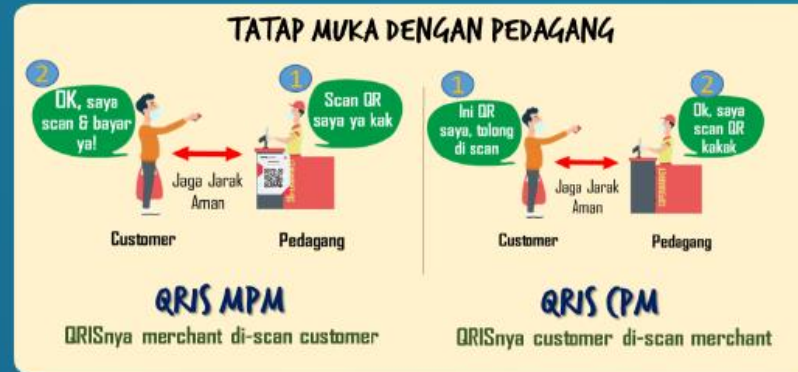 TATAP MUKA DENGAN PEDAGANG
2
OK, saya
scan & bayar
ya!
1
Scan QR
saya ya kak
Jaga Jarak
Aman
Customer
Pedagang
QRIS MPM
QRISnya merchant di-scan customer
1
Ini QR
saya, tolong
di scan
2
Ok, saya
scan QR
kakak
Jaga Jarak
Aman
SUPERMARKET
Customer
Pedagang
QRIS CPM
QRISnya customer di-scan merchant